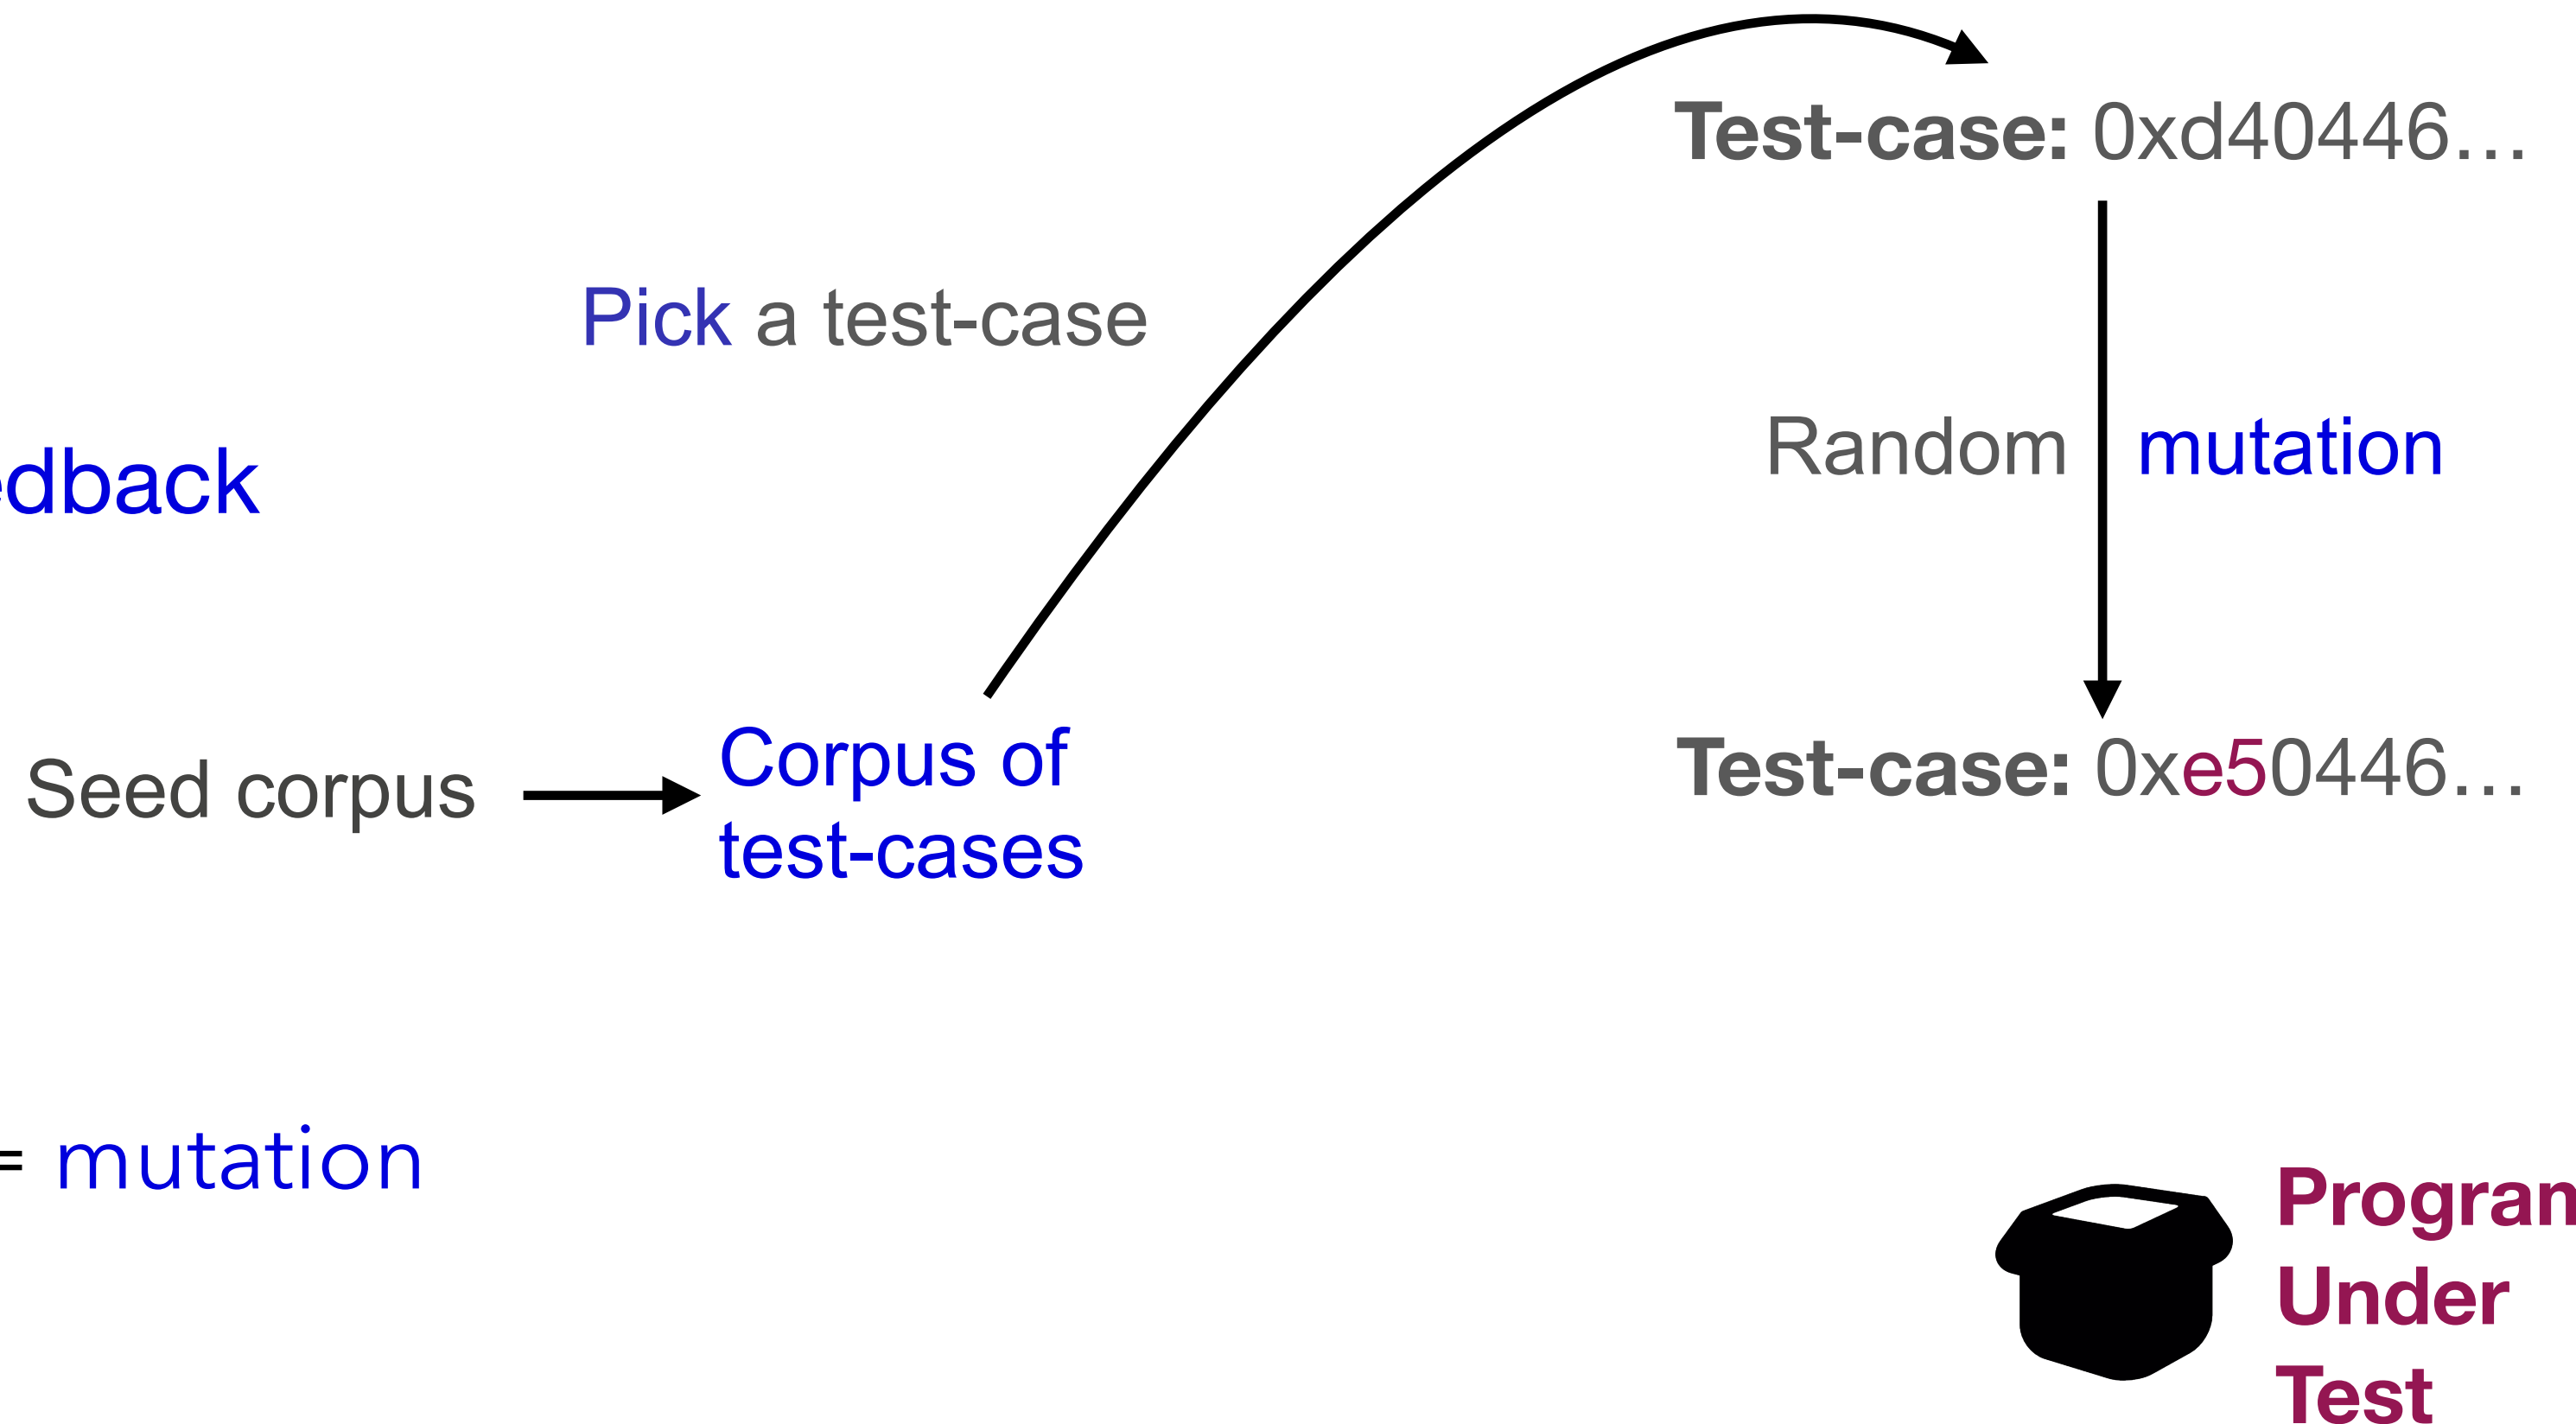 Test-case: 0xd40446...
Pick a test-case
Random mutation
edback
Seed corpus
Corpus of
test-cases
Test-case: 0xe50446...
= mutation
Program
Under
Test